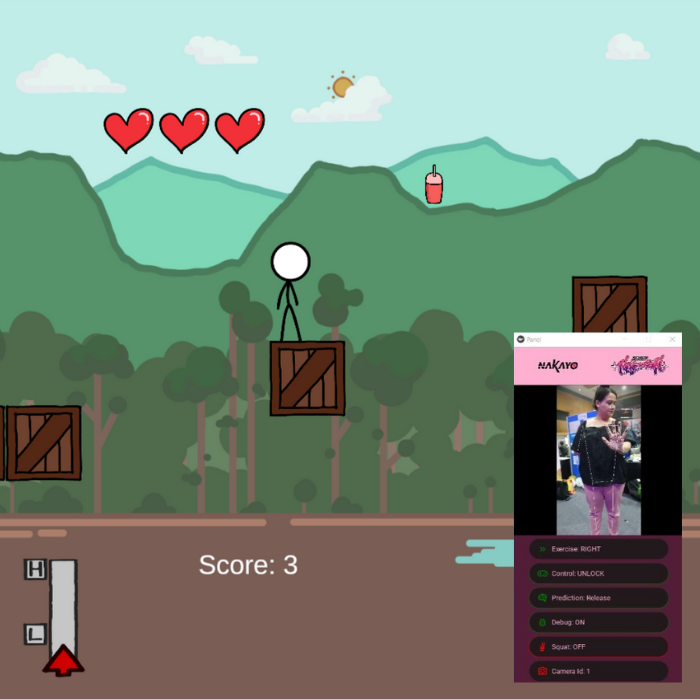 Panel
NAKAYO
H
L
Score: 3
Exercise: RIGHT
Control: UNLOCK
Prediction: Release
Debug: ON
Squat: OFF
Camera Id: 1